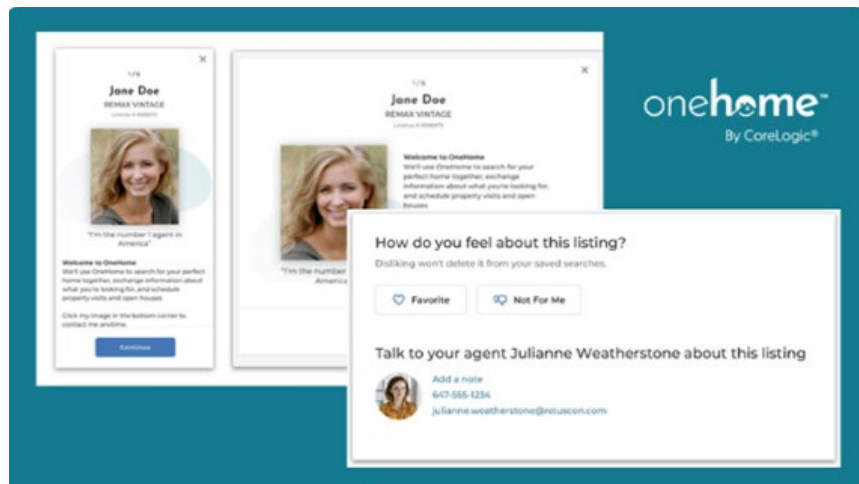 1/6
Jane Doe
REMAX VINTAGE
"I'm the number 1 agent in
America"
Welcome to OneHome
We'll use OneHome to search for your perfect
home together, exchange information about
what you're looking for, and schedule
property visits and open houses
Click my image in the bottom corner to
contact me anytime.
Continue
1/6
Jane Doe
REMAX VINTAGE
Welcome to OneHome
We'll use OneHome to search for your
perfect home together, exchange
information about what you're looking for,
and schedule property visits and open
houses
"I'm the number
America
onehome™
By CoreLogic®
How do you feel about this listing?
Disliking won't delete it from your saved searches.
Favorite
Not For Me
Talk to your agent Julianne Weatherstone about this listing
Add a note
647-555-1234
julianne.weatherstone@retuscon.com